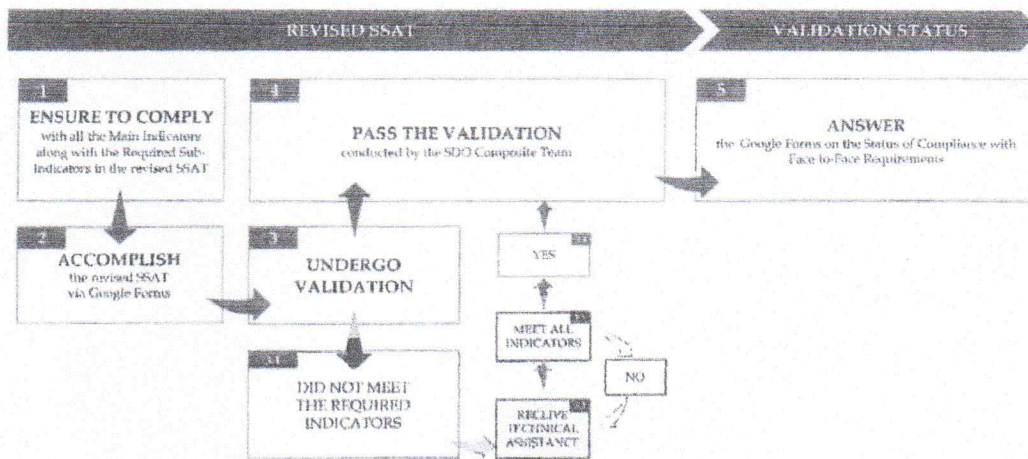 REVISED SSAT
VALIDATION STATUS
1
ENSURE TO COMPLY
with all the Main Indicators
along with the Required Sub-
Indicators in the revised SSAT
2
ACCOMPLISH
the revised SSAT
via Google Forms
3
UNDERGO
VALIDATION
3.1
DID NOT MEET
THE REQUIRED
INDICATORS
4
PASS THE VALIDATION
conducted by the SDO Composite Team
YES
MEET ALL
INDICATORS
NO
RECEIVE
TECHNICAL
ASSISTANCE
5
ANSWER
the Google Forms on the Status of Compliance with
Face-to-Face Requirements